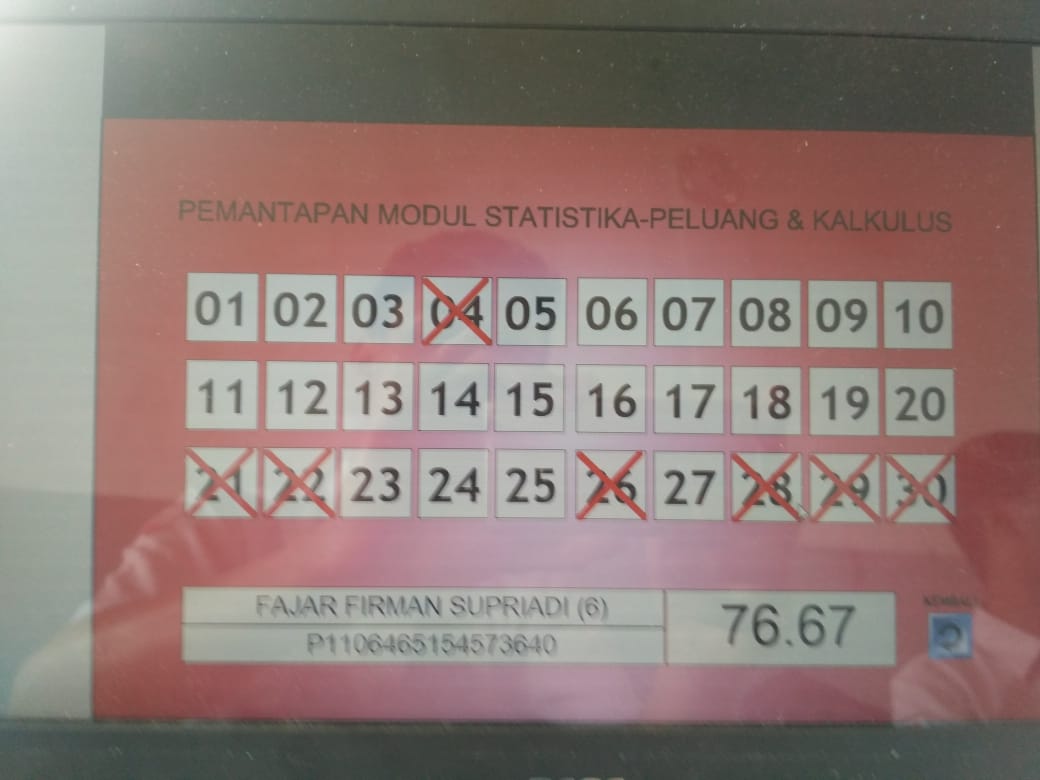 PEMANTAPAN MODUL STATISTIKA-PELUANG & KALKULUS
01 02 03 04 05 06 07 08 09 10
11 12 13 14 15 16 17 18 19 20
21 22 23 24 25 26 27 28 29 30
FAJAR FIRMAN SUPRIADI (6)
P1106465154573640
76.67
KEMBALI